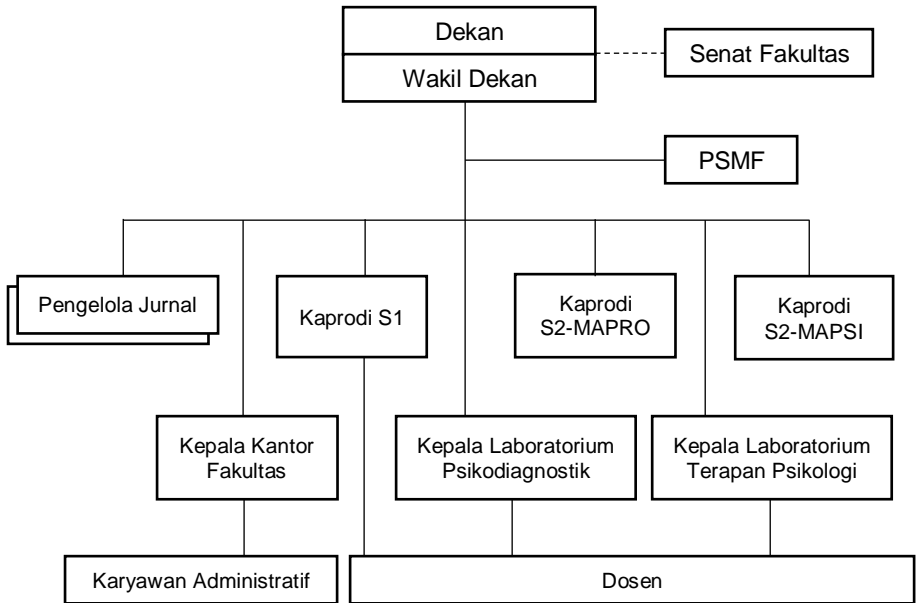 Dekan
Senat Fakultas
Wakil Dekan
PSMF
Pengelola Jurnal
Kaprodi S1
Kaprodi
S2-MAPRO
Kaprodi
S2-MAPSI
Kepala Kantor
Fakultas
Kepala Laboratorium
Psikodiagnostik
Kepala Laboratorium
Terapan Psikologi
Karyawan Administratif
Dosen